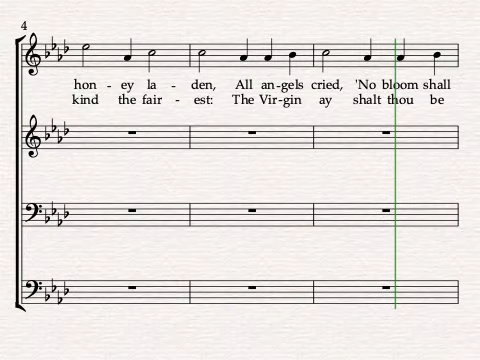 4
hon - ey la - den, All an-gels cried, 'No bloom shall
kind the fair - est: The Vir-gin ay shalt thou be